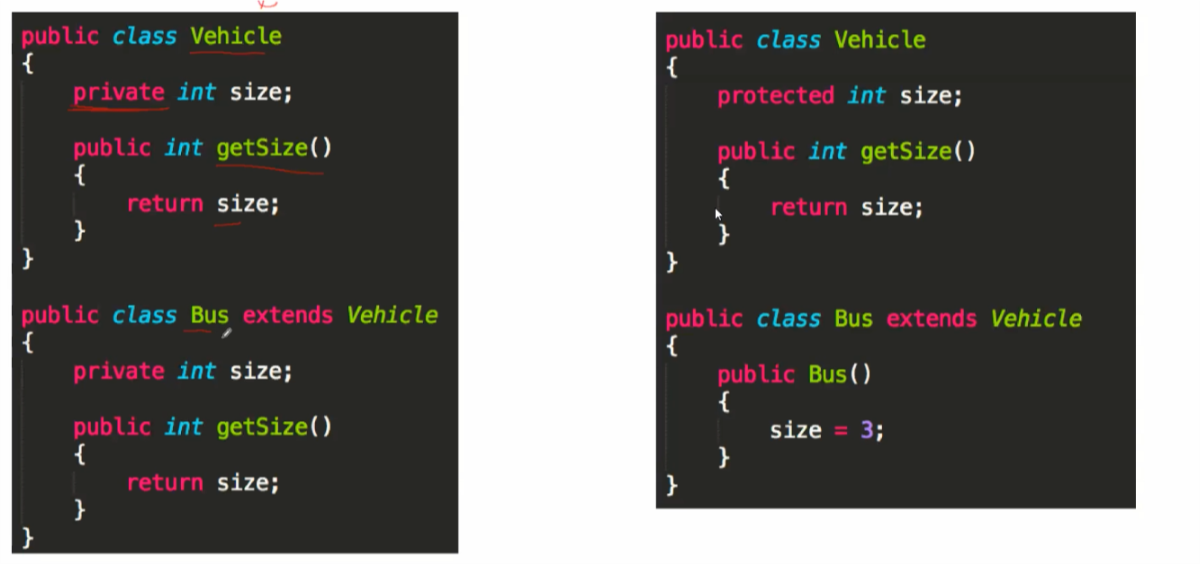 public class Vehicle
{
private int size;
public int getSize()
{
return size;
}
}
public class Bus extends Vehicle
{
private int size;
public int getSize()
{
return size;
}
}
public class Vehicle
{
protected int size;
public int getSize()
{
return size;
}
}
public class Bus extends Vehicle
{
public Bus()
{
size = 3;
}
}